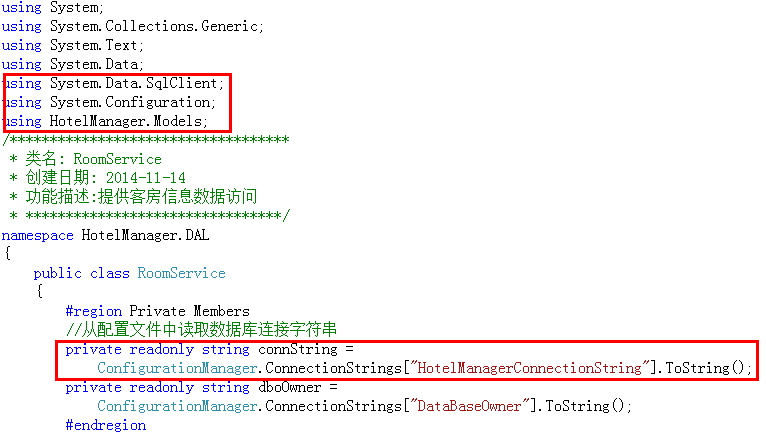 using System;
using System.Collections.Generic;
using System.Text;
using System.Data;
using System.Data.SqlClient;
using System.Configuration;
using HotelManager.Models;
/***********************************
 * 类名: RoomService
 * 创建日期: 2014-11-14
 * 功能描述:提供客房信息数据访问
 * ********************************/
namespace HotelManager.DAL
{
    public class RoomService
    {
        #region Private Members
        //从配置文件中读取数据库连接字符串
        private readonly string connString =
            ConfigurationManager.ConnectionStrings["HotelManagerConnectionString"].ToString();
        private readonly string dboOwner =
            ConfigurationManager.ConnectionStrings["DataBaseOwner"].ToString();
        #endregion